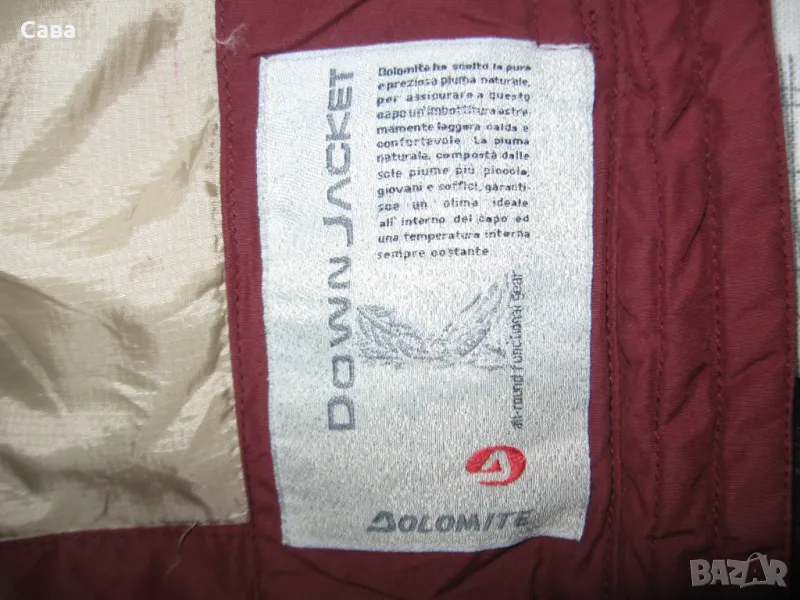 Сава
DOWN JACKET
Dolomite ha scelto la pura
e preziosa piuma naturale,
per assicurare a questo
capo un'imbottitura estre-
mamente leggera calda e
confortevole. La piuma
naturale, composta dalle
sole piume più piccole,
giovani e soffici, garanti-
sce un clima ideale
all'interno del capo ed
una temperatura interna
sempre costante.
all-round functional gear
DOLOMITE
BAZAR